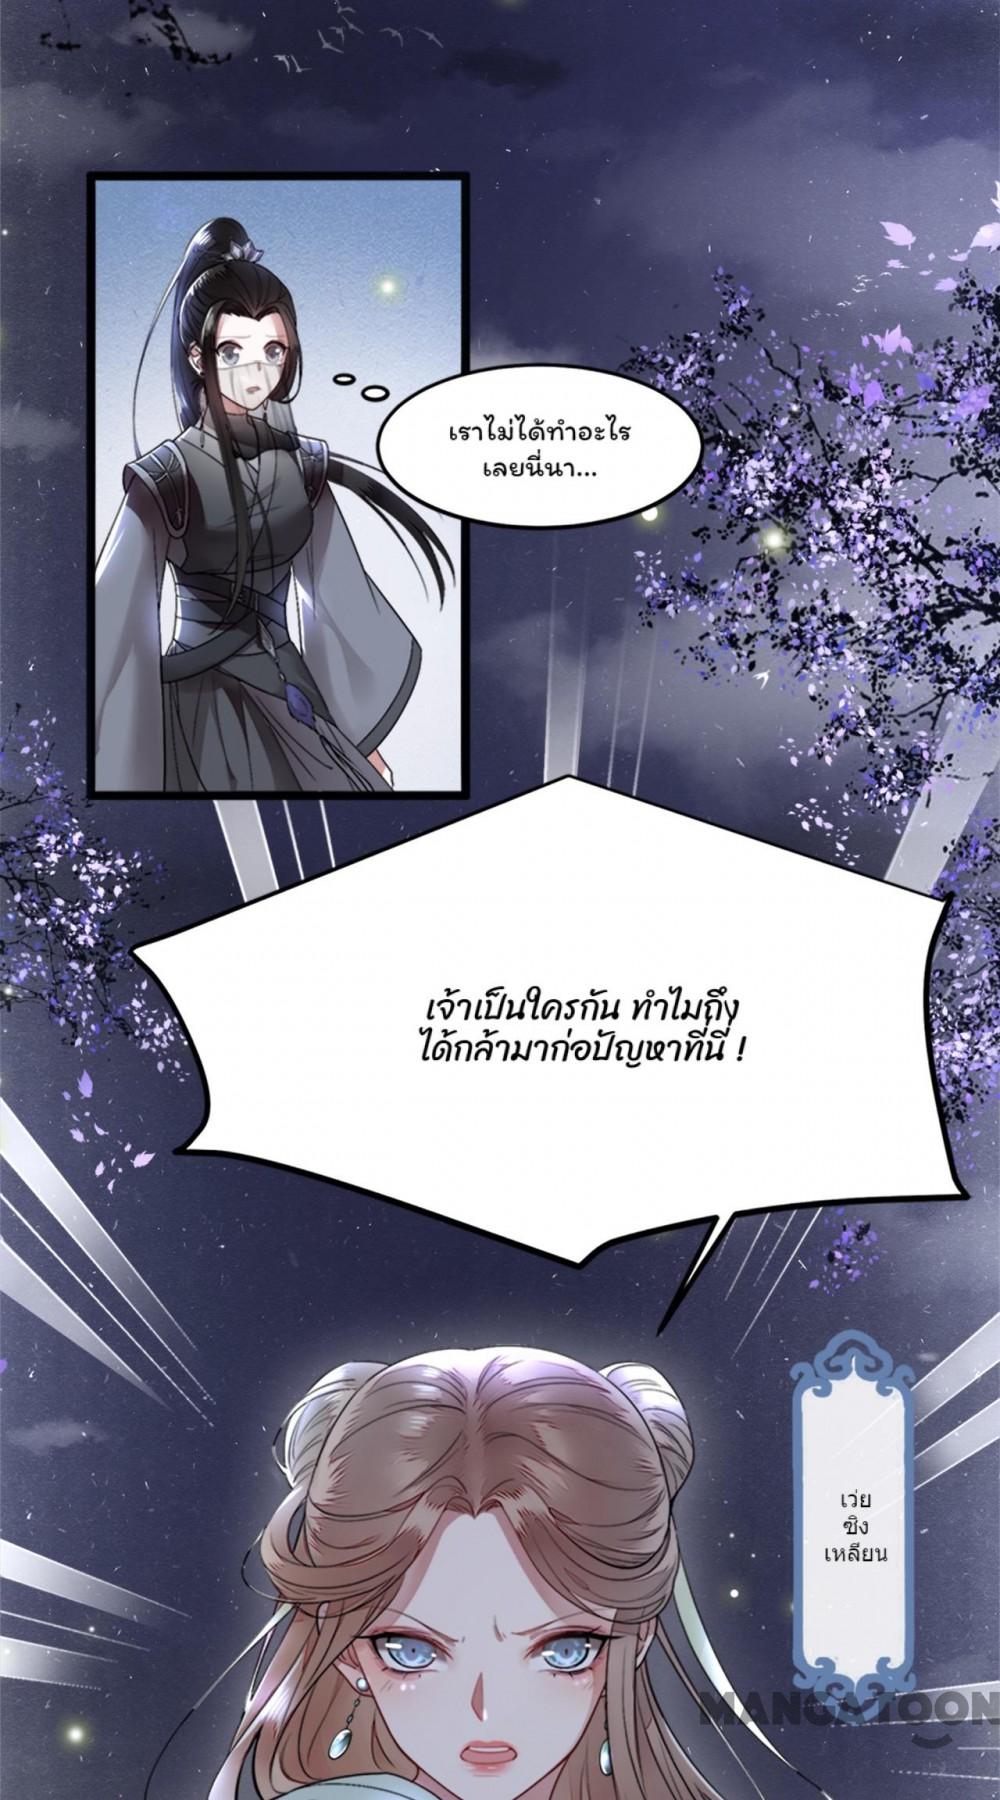 เราไม่ได้ทำอะไร
เลยนี่นา...
เจ้าเป็นใครกัน ทำไมถึง
ได้กล้ามาก่อปัญหาที่นี่ !
เว่ย
ซิง
เหลียน
MANGATOON